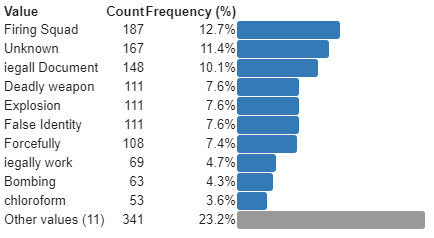 Value Count Frequency (%)
Firing Squad 187 12.7%
Unknown 167 11.4%
iegall Document 148 10.1%
Deadly weapon 111 7.6%
Explosion 111 7.6%
False Identity 111 7.6%
Forcefully 108 7.4%
iegally work 69 4.7%
Bombing 63 4.3%
chloroform 53 3.6%
Other values (11) 341 23.2%